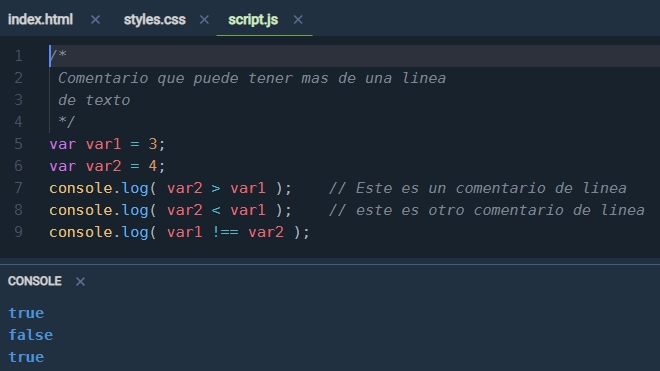 index.html × styles.css × script.js ×
1 /*
2 Comentario que puede tener mas de una linea
3 de texto
4 */
5 var var1 = 3;
6 var var2 = 4;
7 console.log( var2 > var1 ); // Este es un comentario de linea
8 console.log( var2 < var1 ); // este es otro comentario de linea
9 console.log( var1 !== var2 );
CONSOLE ×
true
false
true